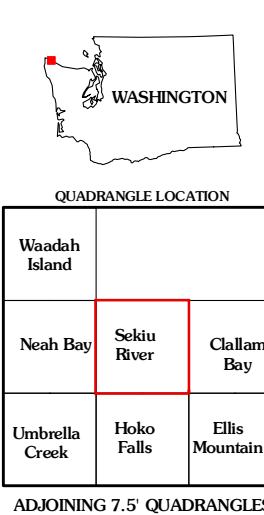 WASHINGTON
QUADRANGLE LOCATION
Waadah
Island
Neah Bay
Sekiu
River
Clallam
Bay
Umbrella
Creek
Hoko
Falls
Ellis
Mountain
ADJOINING 7.5' QUADRANGLES